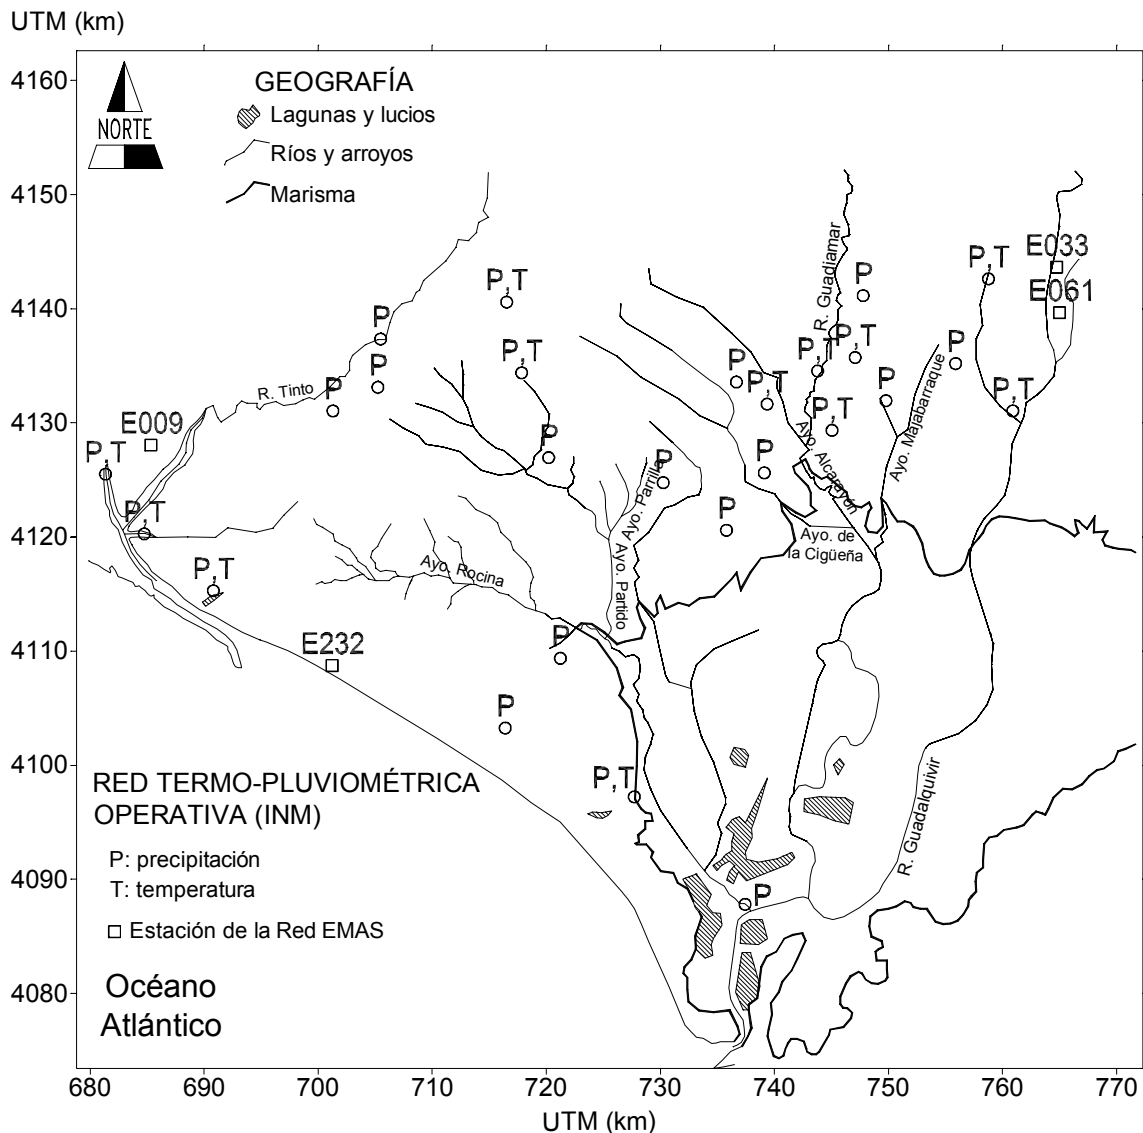 UTM (km)
4160
4150
4140
4130
4120
4110
4100
4090
4080
NORTE
GEOGRAFÍA
Lagunas y lucios
Ríos y arroyos
Marisma
R. Guadiamar
P
P,T
E033
E061
P,T
P
P,T
P
P
P,T
P,T
P
P
P,T
P
P,T
P
P,T
R. Tinto
E009
P,T
Ayo. Alcarayón
Ayo. Majabarraque
P
P
P
P,T
P
Ayo. Parrilla
Ayo. de
la Cigüeña
P,T
Ayo. Rocina
Ayo. Partido
E232
P
P
P,T
R. Guadalquivir
P
RED TERMO-PLUVIOMÉTRICA
OPERATIVA (INM)
P: precipitación
T: temperatura
Estación de la Red EMAS
Océano
Atlántico
680 690 700 710 720 730 740 750 760 770
UTM (km)